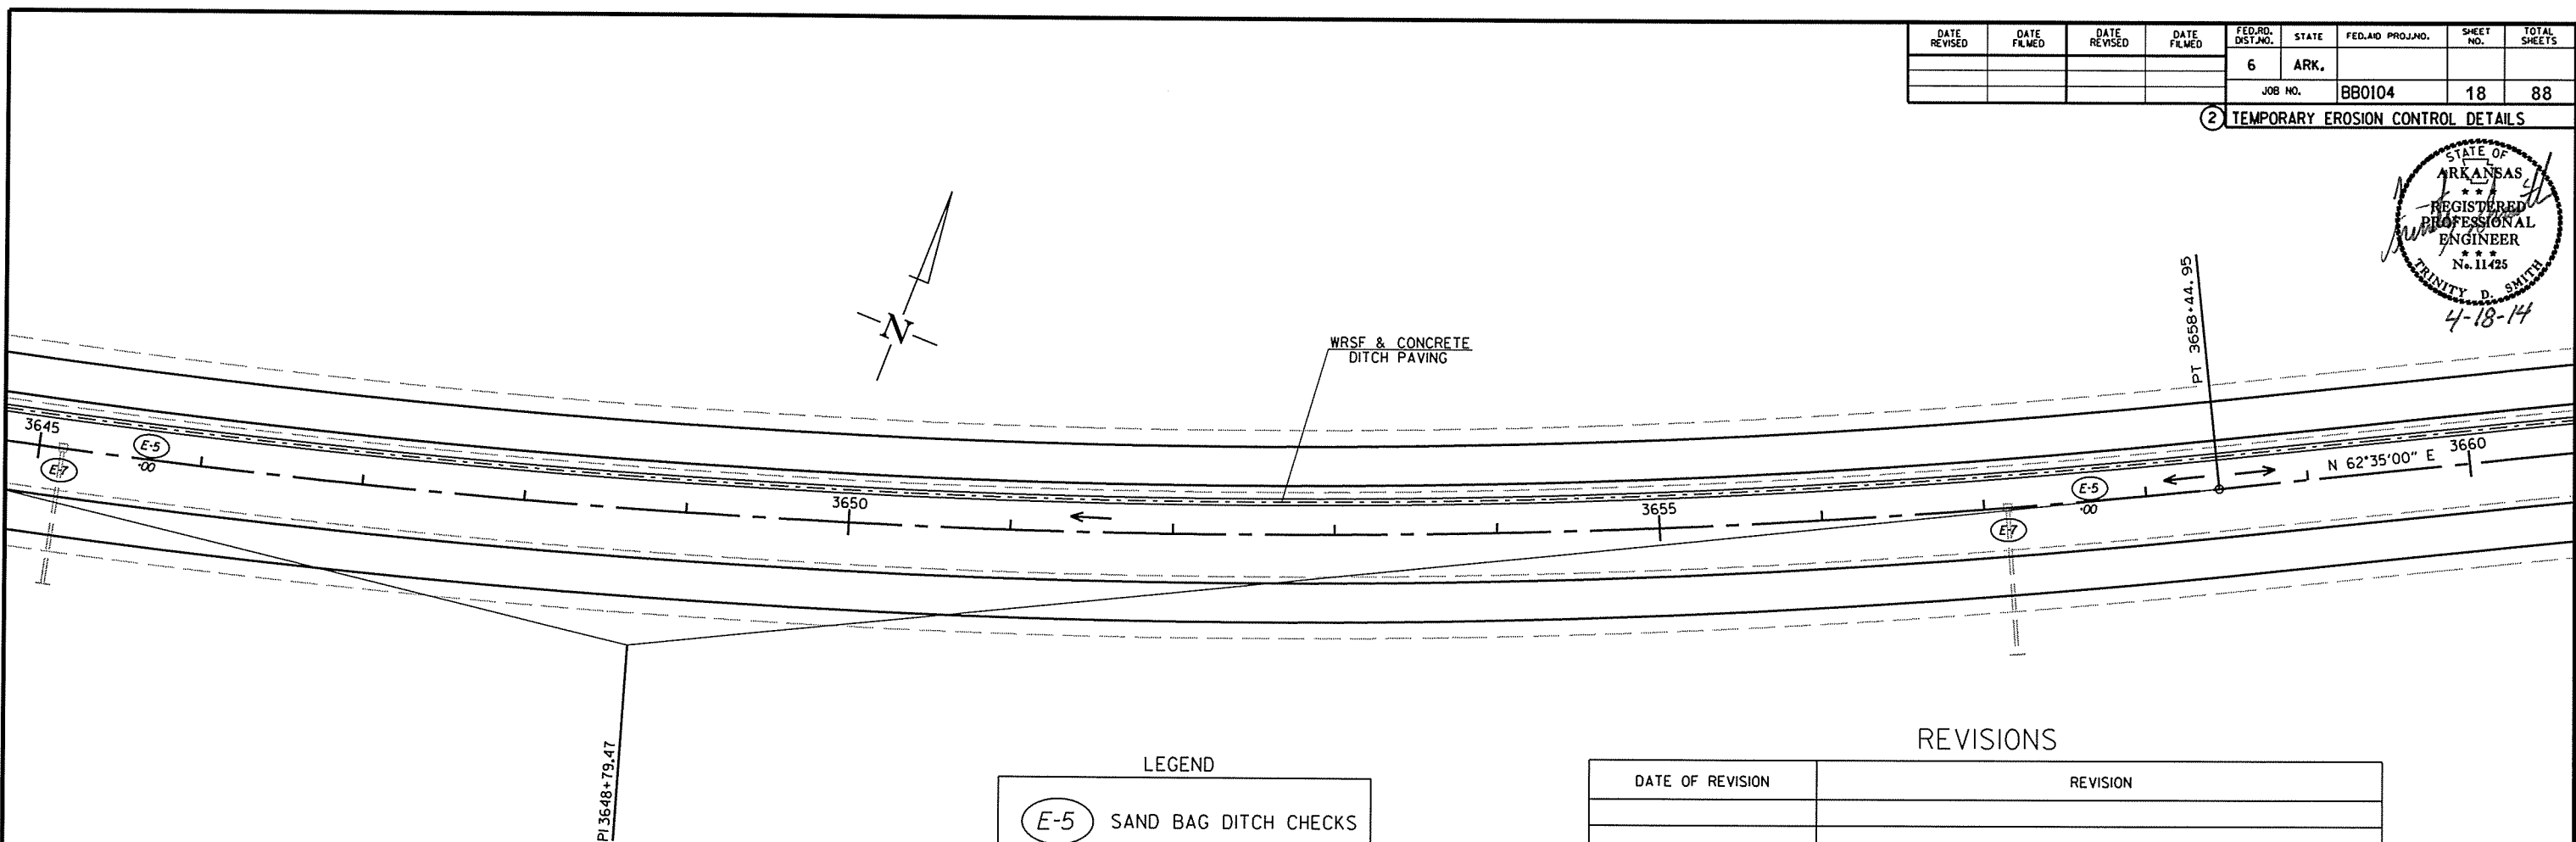 DATE REVISED DATE FILMED DATE REVISED DATE FILMED FED.RD. DIST.NO. STATE FED.AID PROJ.NO. SHEET NO. TOTAL SHEETS
6 ARK.
JOB NO. BB0104 18 88
2 TEMPORARY EROSION CONTROL DETAILS
STATE OF
ARKANSAS
★ ★ ★
REGISTERED
PROFESSIONAL
ENGINEER
★ ★ ★
No. 11425
TRINITY D. SMITH
4-18-14
N
WRSF & CONCRETE
DITCH PAVING
PT 3658+44.95
3645
E-5
+00
E-7
3650
3655
E-5
+00
E-7
N 62°35'00" E
3660
PI 3648+79.47
LEGEND
E-5 SAND BAG DITCH CHECKS
REVISIONS
DATE OF REVISION REVISION